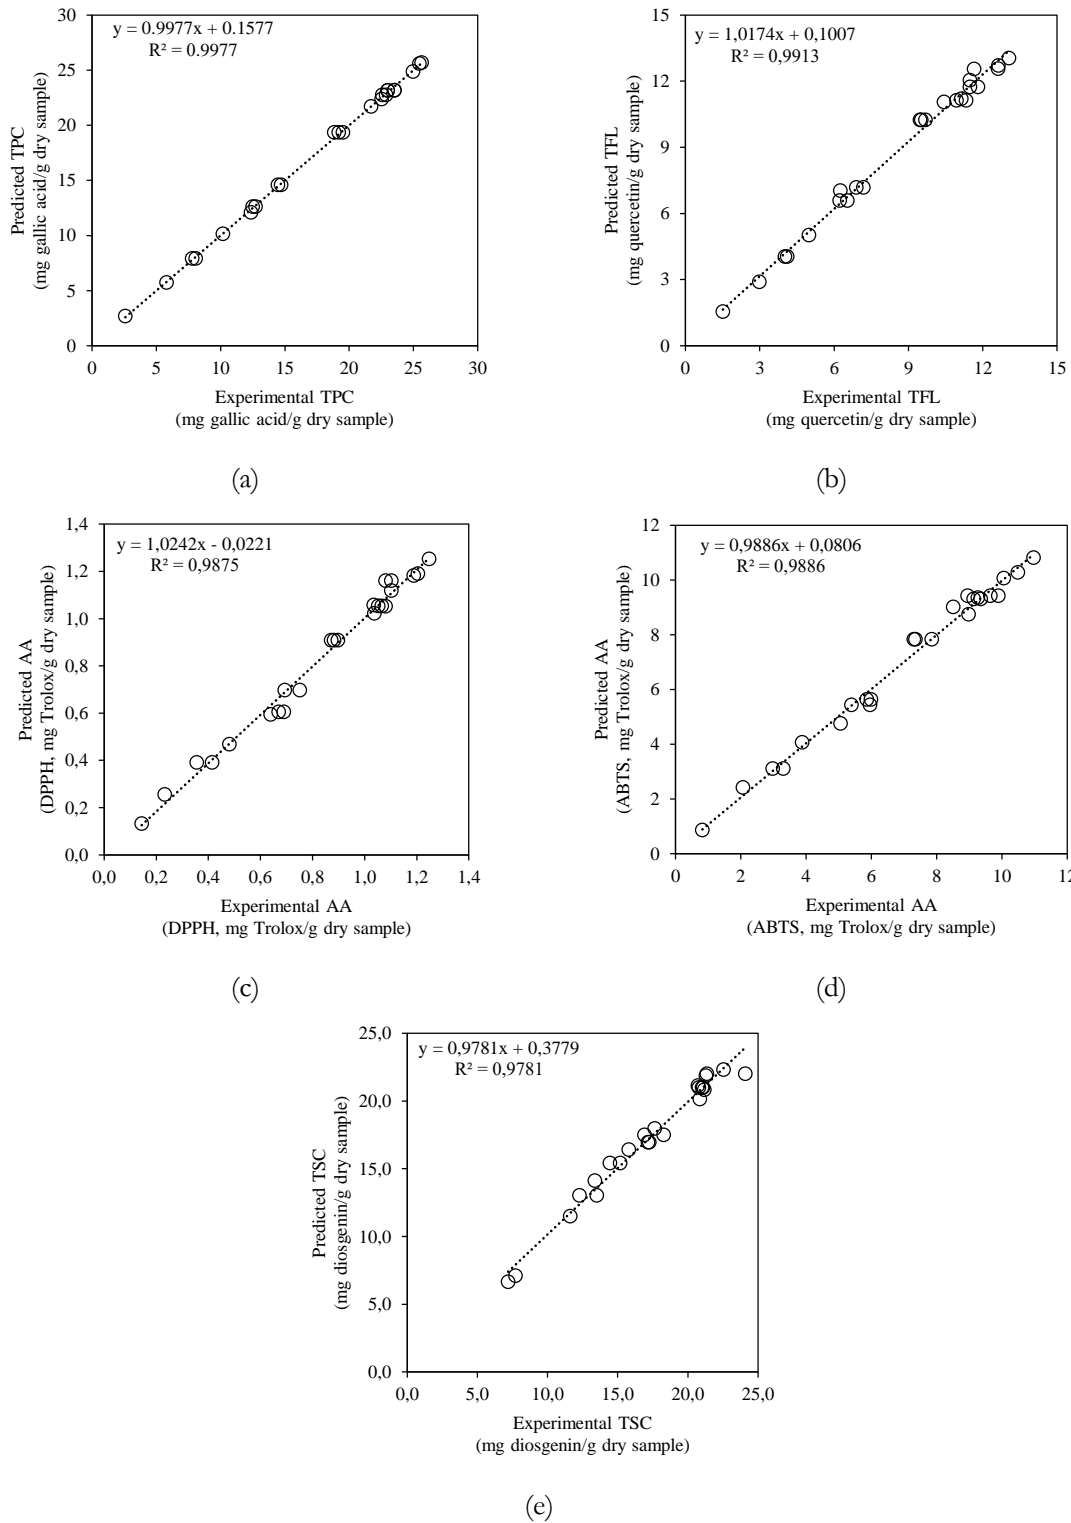 y = 0.9977x + 0.1577
R² = 0.9977
30
25
20
15
10
5
0
0 5 10 15 20 25 30
Predicted TPC
(mg gallic acid/g dry sample)
Experimental TPC
(mg gallic acid/g dry sample)
(a)
y = 1,0174x + 0,1007
R² = 0,9913
15
12
9
6
3
0
0 3 6 9 12 15
Predicted TFL
(mg quercetin/g dry sample)
Experimental TFL
(mg quercetin/g dry sample)
(b)
y = 1,0242x - 0,0221
R² = 0,9875
1,4
1,2
1,0
0,8
0,6
0,4
0,2
0,0
0,0 0,2 0,4 0,6 0,8 1,0 1,2 1,4
Predicted AA
(DPPH, mg Trolox/g dry sample)
Experimental AA
(DPPH, mg Trolox/g dry sample)
(c)
y = 0,9886x + 0,0806
R² = 0,9886
12
10
8
6
4
2
0
0 2 4 6 8 10 12
Predicted AA
(ABTS, mg Trolox/g dry sample)
Experimental AA
(ABTS, mg Trolox/g dry sample)
(d)
y = 0,9781x + 0,3779
R² = 0,9781
25,0
20,0
15,0
10,0
5,0
0,0
0,0 5,0 10,0 15,0 20,0 25,0
Predicted TSC
(mg diosgenin/g dry sample)
Experimental TSC
(mg diosgenin/g dry sample)
(e)